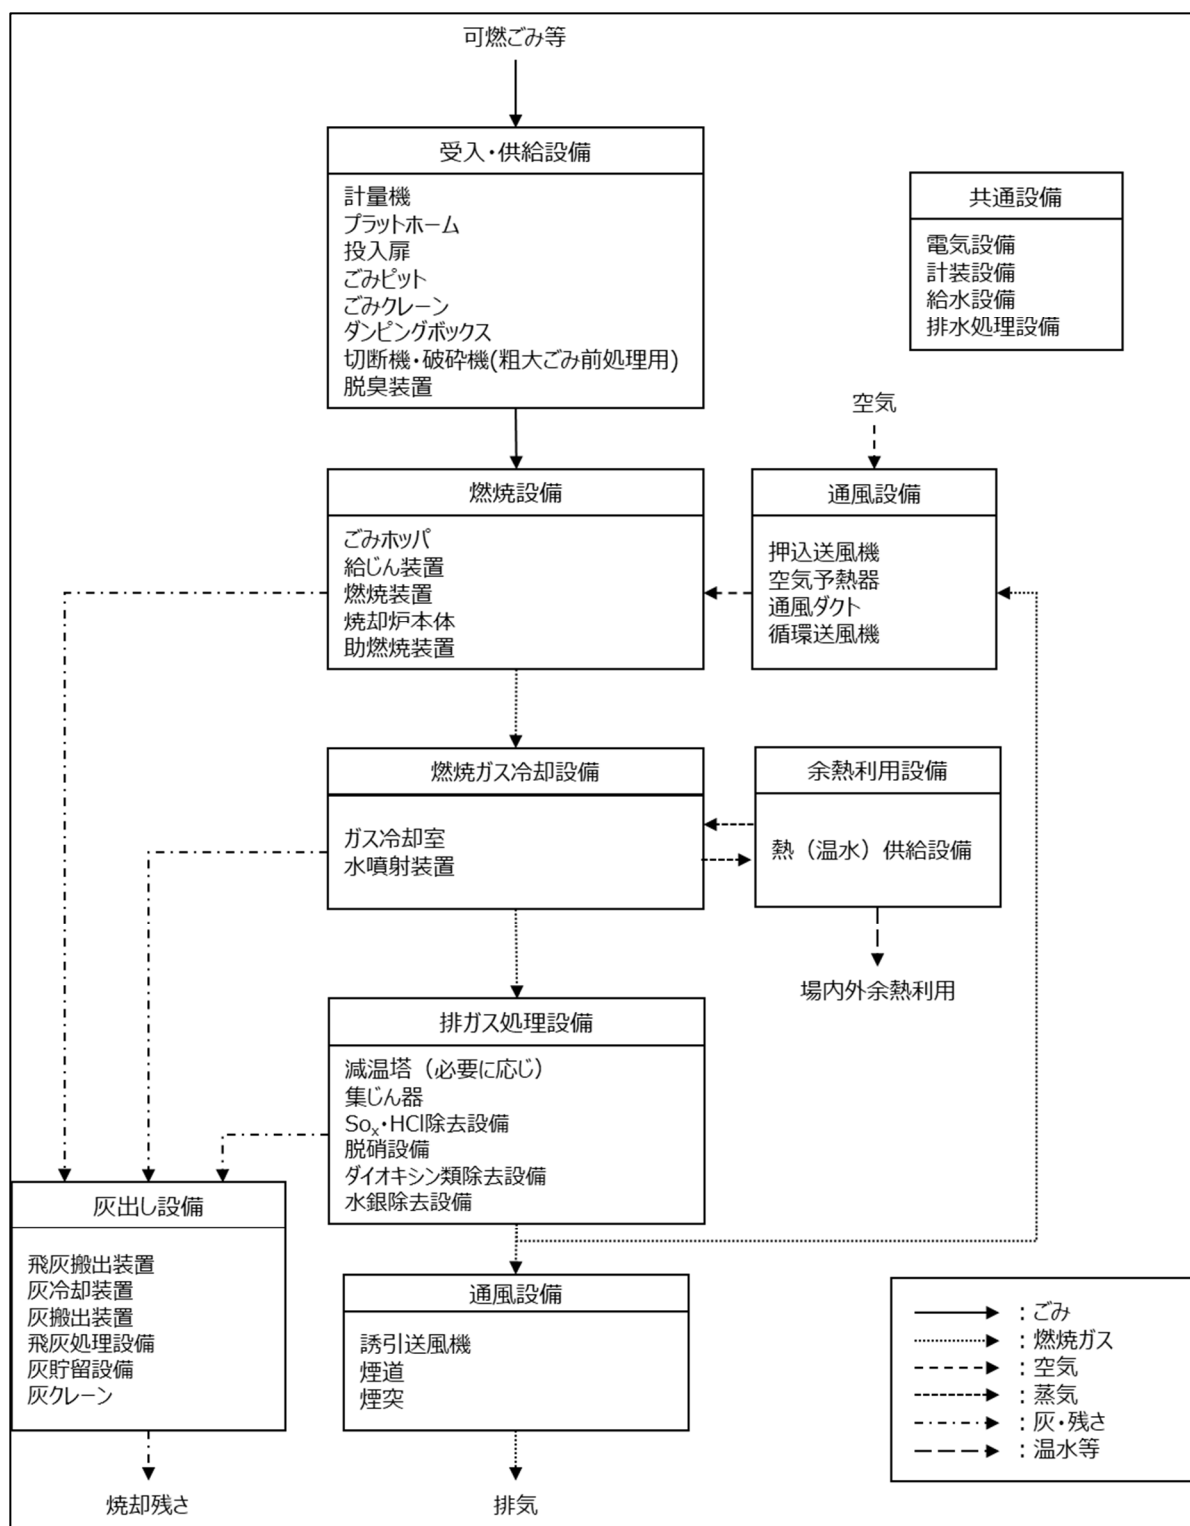 可燃ごみ等
受入・供給設備
計量機
プラットホーム
投入扉
ごみピット
ごみクレーン
ダンピングボックス
切断機・破砕機(粗大ごみ前処理用)
脱臭装置
共通設備
電気設備
計装設備
給水設備
排水処理設備
空気
燃焼設備
ごみホッパ
給じん装置
燃焼装置
焼却炉本体
助燃焼装置
通風設備
押込送風機
空気予熱器
通風ダクト
循環送風機
燃焼ガス冷却設備
ガス冷却室
水噴射装置
余熱利用設備
熱（温水）供給設備
場内外余熱利用
排ガス処理設備
減温塔（必要に応じ）
集じん器
Soₓ・HCl除去設備
脱硝設備
ダイオキシン類除去設備
水銀除去設備
灰出し設備
飛灰搬出装置
灰冷却装置
灰搬出装置
飛灰処理設備
灰貯留設備
灰クレーン
焼却残さ
通風設備
誘引送風機
煙道
煙突
排気
：ごみ
：燃焼ガス
：空気
：蒸気
：灰・残さ
：温水等